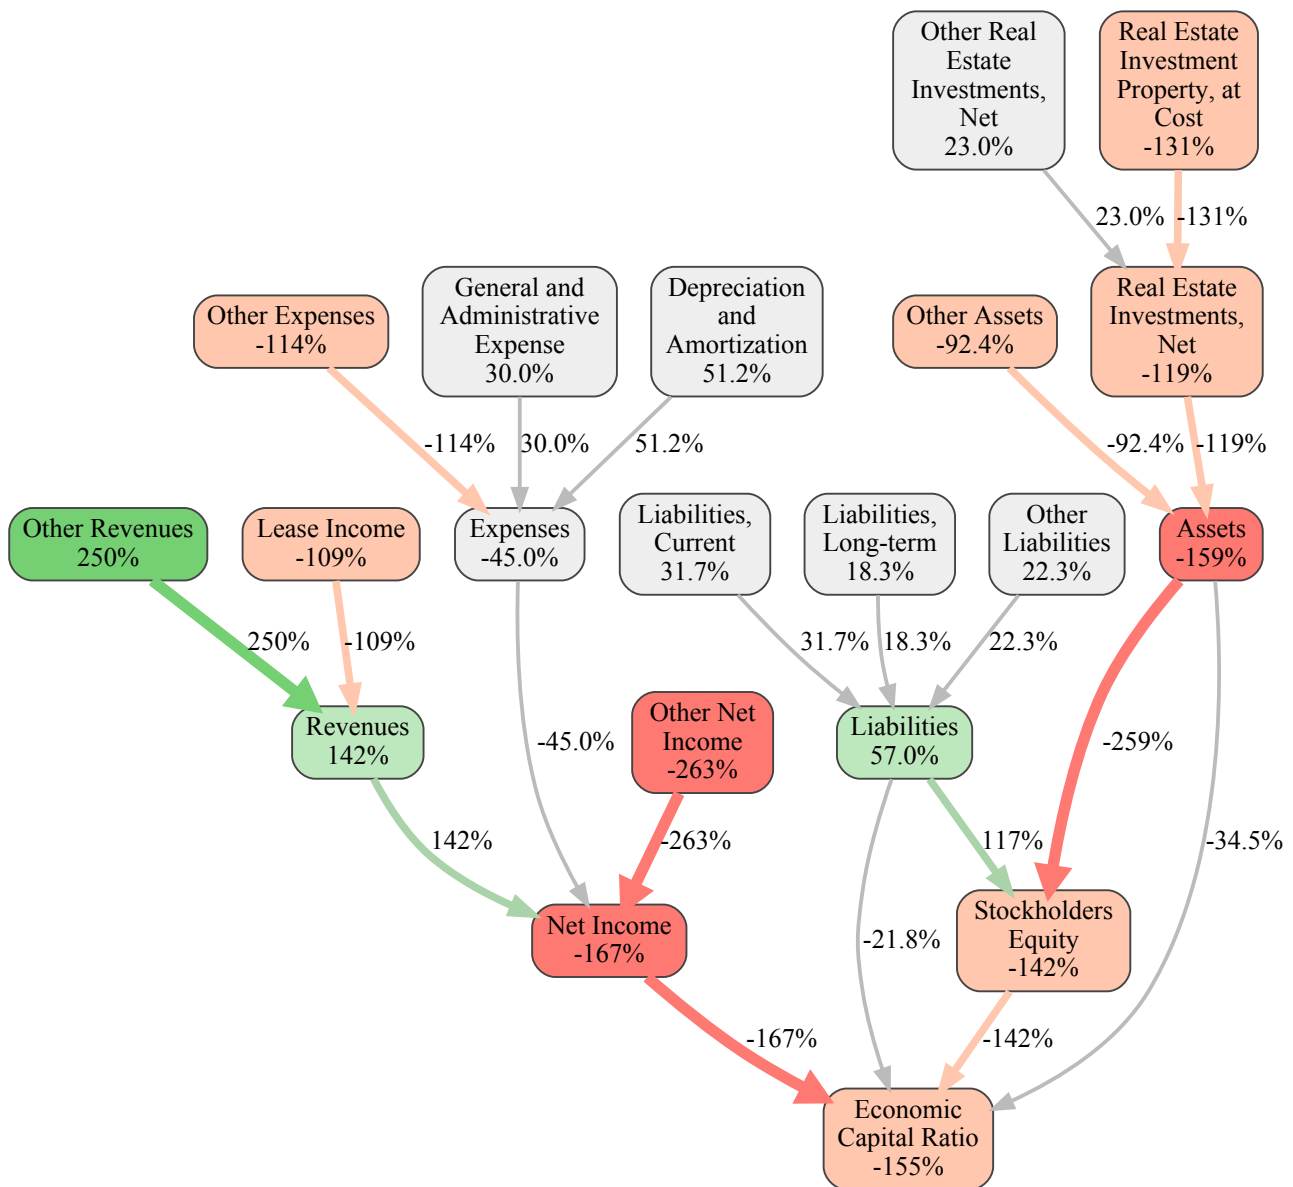 Other Real
Estate
Investments,
Net
23.0%
Real Estate
Investment
Property, at
Cost
-131%
23.0%
-131%
Other Expenses
-114%
General and
Administrative
Expense
30.0%
Depreciation
and
Amortization
51.2%
Other Assets
-92.4%
Real Estate
Investments,
Net
-119%
-114%
30.0%
51.2%
-92.4%
-119%
Other Revenues
250%
Lease Income
-109%
Expenses
-45.0%
Liabilities,
Current
31.7%
Liabilities,
Long-term
18.3%
Other
Liabilities
22.3%
Assets
-159%
250%
-109%
31.7%
18.3%
22.3%
Revenues
142%
-45.0%
Other Net
Income
-263%
Liabilities
57.0%
-259%
142%
-263%
117%
-34.5%
Net Income
-167%
-21.8%
Stockholders
Equity
-142%
-167%
-142%
Economic
Capital Ratio
-155%